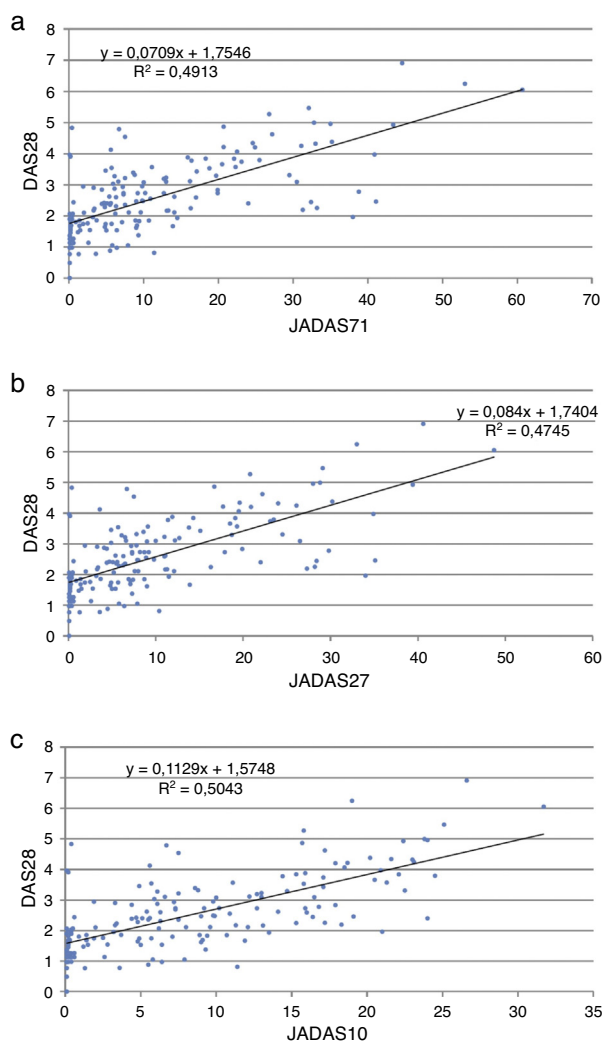 a
8
7
6
5
4
3
2
1
0
DAS28
y = 0,0709x + 1,7546
R² = 0,4913
0 10 20 30 40 50 60 70
JADAS71
b
8
7
6
5
4
3
2
1
0
DAS28
y = 0,084x + 1,7404
R² = 0,4745
0 10 20 30 40 50 60
JADAS27
c
8
7
6
5
4
3
2
1
0
DAS28
y = 0,1129x + 1,5748
R² = 0,5043
0 5 10 15 20 25 30 35
JADAS10